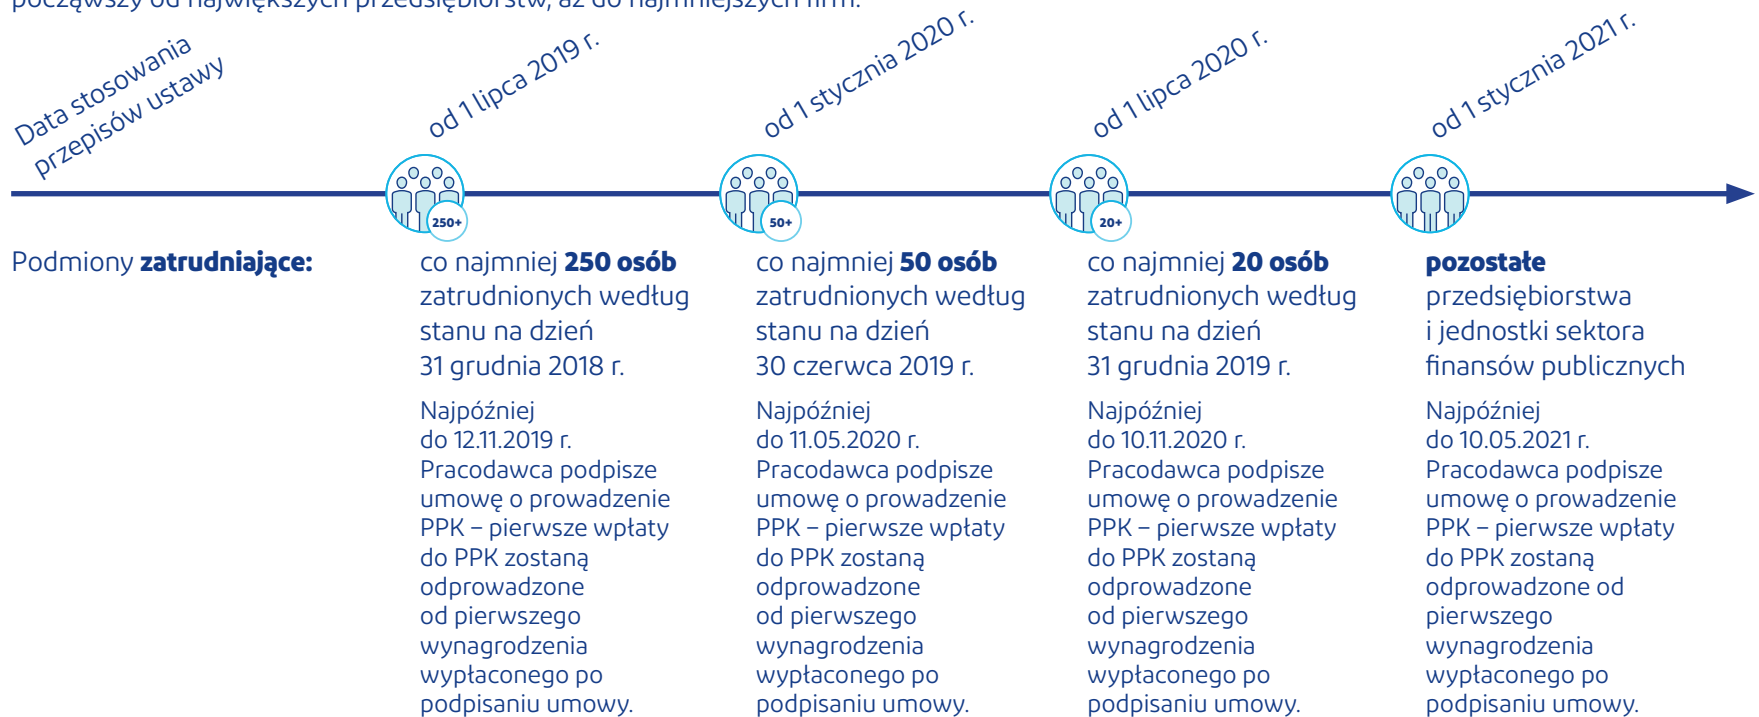 począwszy od największych przedsiębiorstw, aż do najmniejszych firm.
Data stosowania
przepisów ustawy
od 1 lipca 2019 r.
od 1 stycznia 2020 r.
od 1 lipca 2020 r.
od 1 stycznia 2021 r.
250+
50+
20+
Podmiony zatrudniające:
co najmniej 250 osób
zatrudnionych według
stanu na dzień
31 grudnia 2018 r.
Najpóźniej
do 12.11.2019 r.
Pracodawca podpisze
umowę o prowadzenie
PPK – pierwsze wpłaty
do PPK zostaną
odprowadzone
od pierwszego
wynagrodzenia
wypłaconego po
podpisaniu umowy.
co najmniej 50 osób
zatrudnionych według
stanu na dzień
30 czerwca 2019 r.
Najpóźniej
do 11.05.2020 r.
Pracodawca podpisze
umowę o prowadzenie
PPK – pierwsze wpłaty
do PPK zostaną
odprowadzone
od pierwszego
wynagrodzenia
wypłaconego po
podpisaniu umowy.
co najmniej 20 osób
zatrudnionych według
stanu na dzień
31 grudnia 2019 r.
Najpóźniej
do 10.11.2020 r.
Pracodawca podpisze
umowę o prowadzenie
PPK – pierwsze wpłaty
do PPK zostaną
odprowadzone
od pierwszego
wynagrodzenia
wypłaconego po
podpisaniu umowy.
pozostałe
przedsiębiorstwa
i jednostki sektora
finansów publicznych
Najpóźniej
do 10.05.2021 r.
Pracodawca podpisze
umowę o prowadzenie
PPK – pierwsze wpłaty
do PPK zostaną
odprowadzone od
pierwszego
wynagrodzenia
wypłaconego po
podpisaniu umowy.